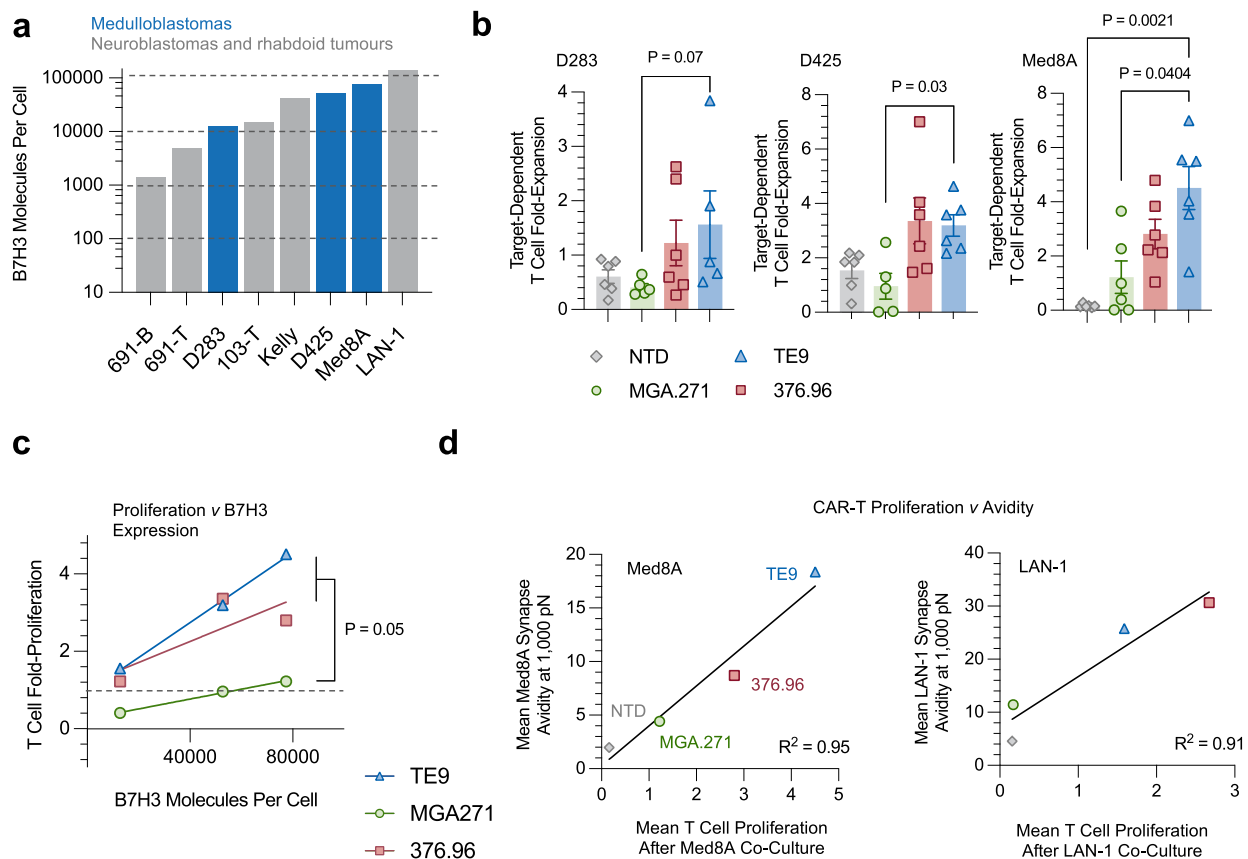 a
Medulloblastomas
Neuroblastomas and rhabdoid tumours
B7H3 Molecules Per Cell
100000
10000
1000
100
10
691-B
691-T
D283
103-T
Kelly
D425
Med8A
LAN-1
b
D283
P = 0.07
Target-Dependent
T Cell Fold-Expansion
4
3
2
1
0
D425
P = 0.03
Target-Dependent
T Cell Fold-Expansion
8
6
4
2
0
Med8A
P = 0.0021
P = 0.0404
Target-Dependent
T Cell Fold-Expansion
8
6
4
2
0
NTD
TE9
MGA.271
376.96
c
Proliferation v B7H3
Expression
T Cell Fold-Proliferation
4
2
0
P = 0.05
40000
80000
B7H3 Molecules Per Cell
TE9
MGA271
376.96
d
CAR-T Proliferation v Avidity
Mean Med8A Synapse
Avidity at 1,000 pN
20
15
10
5
0
Med8A
TE9
376.96
NTD
MGA.271
R² = 0.95
0
1
2
3
4
5
Mean T Cell Proliferation
After Med8A Co-Culture
Mean LAN-1 Synapse
Avidity at 1,000 pN
40
30
20
10
0
LAN-1
R² = 0.91
0
1
2
3
Mean T Cell Proliferation
After LAN-1 Co-Culture